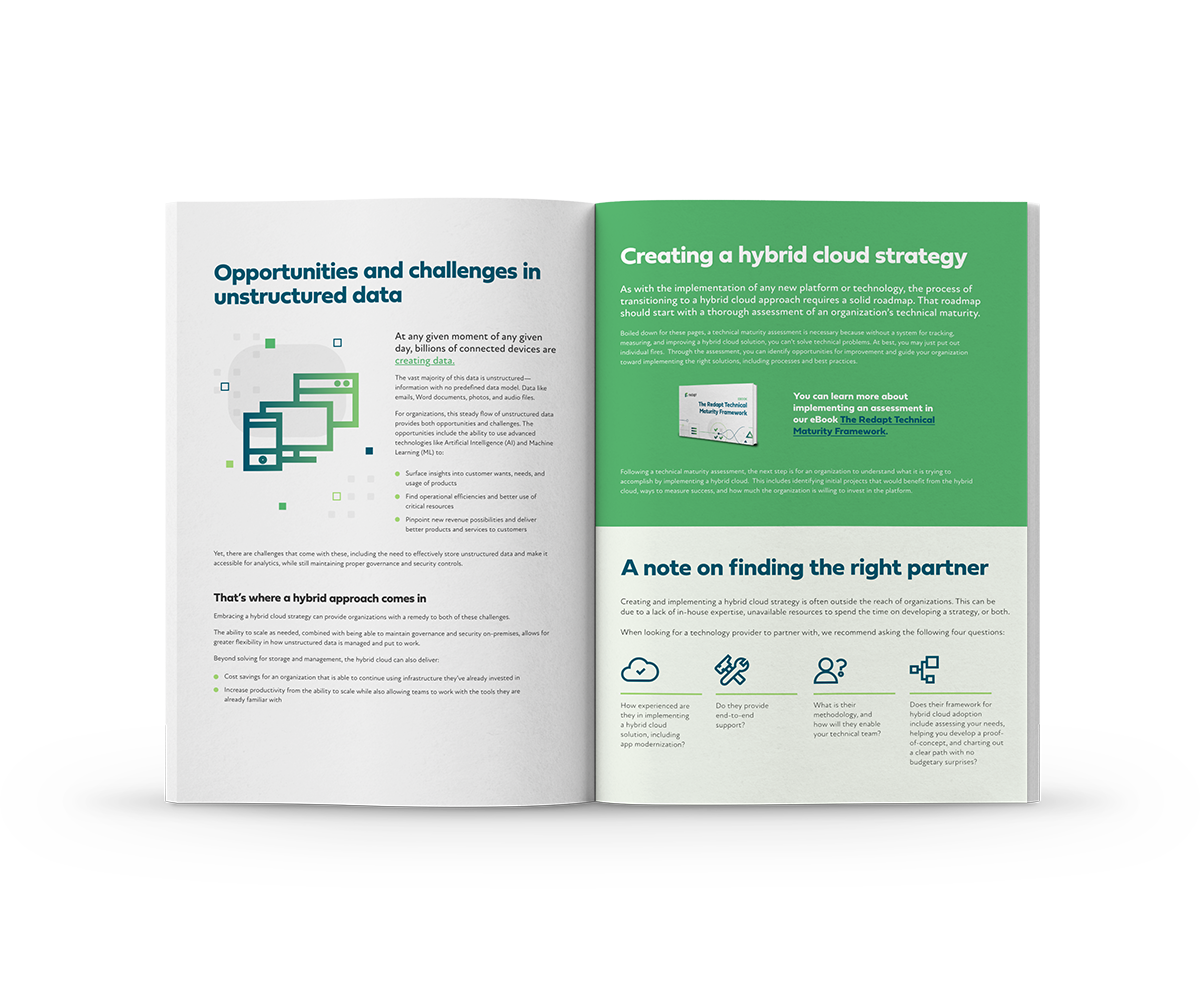 Opportunities and challenges in
unstructured data
At any given moment of any given
day, billions of connected devices are
creating data.
The vast majority of this data is unstructured—
information with no predefined data model. Data like
emails, Word documents, photos, and audio files.
For organizations, this steady flow of unstructured data
provides both opportunities and challenges. The
opportunities include the ability to use advanced
technologies like Artificial Intelligence (AI) and Machine
Learning (ML) to:
Surface insights into customer wants, needs, and
usage of products
Find operational efficiencies and better use of
critical resources
Pinpoint new revenue possibilities and deliver
better products and services to customers
Yet, there are challenges that come with these, including the need to effectively store unstructured data and make it
accessible for analytics, while still maintaining proper governance and security controls.
That's where a hybrid approach comes in
Embracing a hybrid cloud strategy can provide organizations with a remedy to both of these challenges.
The ability to scale as needed, combined with being able to maintain governance and security on-premises, allows for
greater flexibility in how unstructured data is managed and put to work.
Beyond solving for storage and management, the hybrid cloud can also deliver:
Cost savings for an organization that is able to continue using infrastructure they've already invested in
Increase productivity from the ability to scale while also allowing teams to work with the tools they are
already familiar with
Creating a hybrid cloud strategy
As with the implementation of any new platform or technology, the process of
transitioning to a hybrid cloud approach requires a solid roadmap. That roadmap
should start with a thorough assessment of an organization's technical maturity.
Boiled down for these pages, a technical maturity assessment is necessary because without a system for tracking,
measuring, and improving a hybrid cloud solution, you can't solve technical problems. At best, you may just put out
individual fires. Through the assessment, you can identify opportunities for improvement and guide your organization
toward implementing the right solutions, including processes and best practices.
The Redapt Technical
Maturity Framework
You can learn more about
implementing an assessment in
our eBook The Redapt Technical
Maturity Framework.
Following a technical maturity assessment, the next step is for an organization to understand what it is trying to
accomplish by implementing a hybrid cloud. This includes identifying initial projects that would benefit from the hybrid
cloud, ways to measure success, and how much the organization is willing to invest in the platform.
A note on finding the right partner
Creating and implementing a hybrid cloud strategy is often outside the reach of organizations. This can be
due to a lack of in-house expertise, unavailable resources to spend the time on developing a strategy, or both.
When looking for a technology provider to partner with, we recommend asking the following four questions:
How experienced are
they in implementing
a hybrid cloud
solution, including
app modernization?
Do they provide
end-to-end
support?
What is their
methodology, and
how will they enable
your technical team?
Does their framework for
hybrid cloud adoption
include assessing your needs,
helping you develop a proof-
of-concept, and charting out
a clear path with no
budgetary surprises?